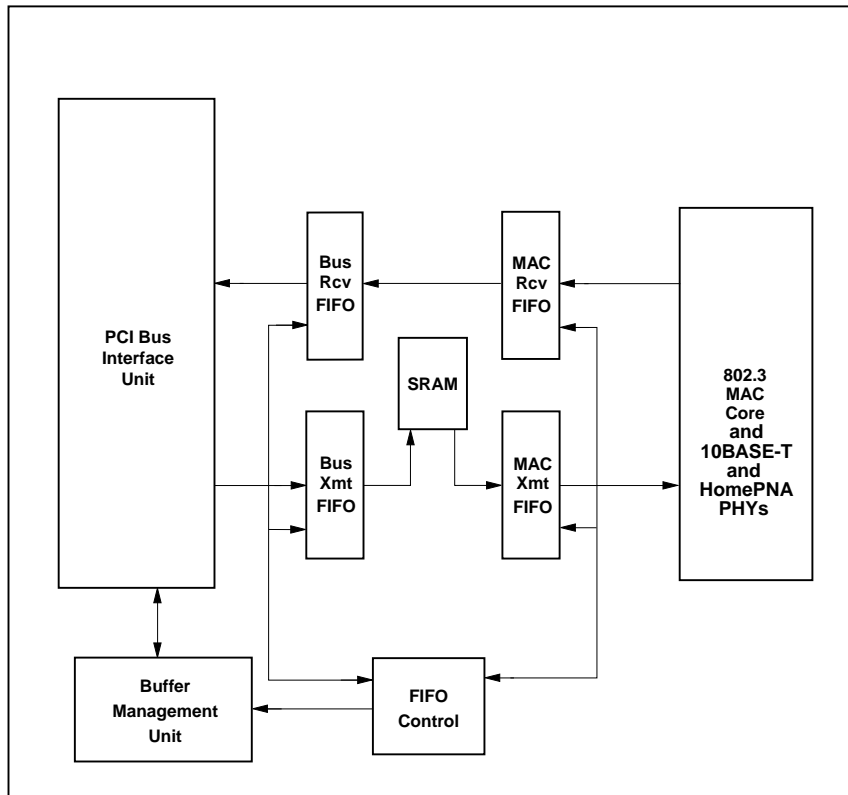 PCI Bus
Interface
Unit
Bus
Rcv
FIFO
MAC
Rcv
FIFO
SRAM
802.3
MAC
Core
and
10BASE-T
and
HomePNA
PHYs
Bus
Xmt
FIFO
MAC
Xmt
FIFO
Buffer
Management
Unit
FIFO
Control